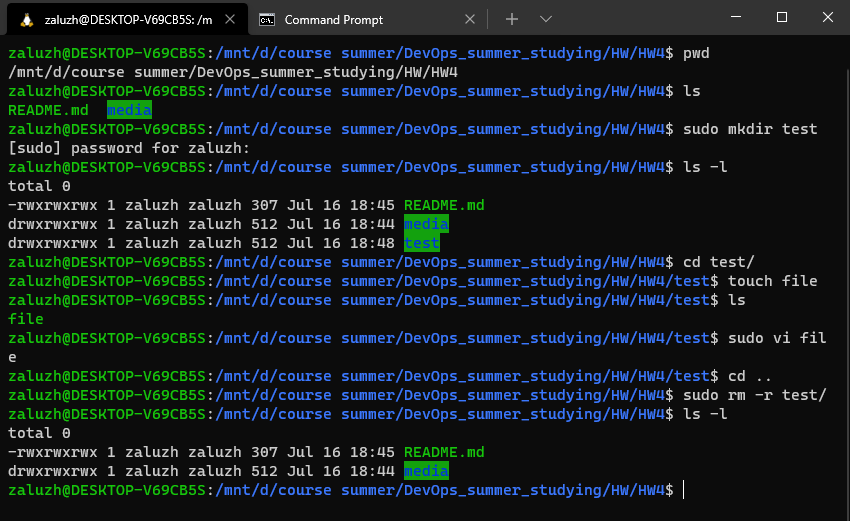 zaluzh@DESKTOP-V69CB5S: /m
Command Prompt
zaluzh@DESKTOP-V69CB5S:/mnt/d/course summer/DevOps_summer_studying/HW/HW4$ pwd
/mnt/d/course summer/DevOps_summer_studying/HW/HW4
zaluzh@DESKTOP-V69CB5S:/mnt/d/course summer/DevOps_summer_studying/HW/HW4$ ls
README.md  media
zaluzh@DESKTOP-V69CB5S:/mnt/d/course summer/DevOps_summer_studying/HW/HW4$ sudo mkdir test
[sudo] password for zaluzh:
zaluzh@DESKTOP-V69CB5S:/mnt/d/course summer/DevOps_summer_studying/HW/HW4$ ls -l
total 0
-rwxrwxrwx 1 zaluzh zaluzh 307 Jul 16 18:45 README.md
drwxrwxrwx 1 zaluzh zaluzh 512 Jul 16 18:44 media
drwxrwxrwx 1 zaluzh zaluzh 512 Jul 16 18:48 test
zaluzh@DESKTOP-V69CB5S:/mnt/d/course summer/DevOps_summer_studying/HW/HW4$ cd test/
zaluzh@DESKTOP-V69CB5S:/mnt/d/course summer/DevOps_summer_studying/HW/HW4/test$ touch file
zaluzh@DESKTOP-V69CB5S:/mnt/d/course summer/DevOps_summer_studying/HW/HW4/test$ ls
file
zaluzh@DESKTOP-V69CB5S:/mnt/d/course summer/DevOps_summer_studying/HW/HW4/test$ sudo vi fil
e
zaluzh@DESKTOP-V69CB5S:/mnt/d/course summer/DevOps_summer_studying/HW/HW4/test$ cd ..
zaluzh@DESKTOP-V69CB5S:/mnt/d/course summer/DevOps_summer_studying/HW/HW4$ sudo rm -r test/
zaluzh@DESKTOP-V69CB5S:/mnt/d/course summer/DevOps_summer_studying/HW/HW4$ ls -l
total 0
-rwxrwxrwx 1 zaluzh zaluzh 307 Jul 16 18:45 README.md
drwxrwxrwx 1 zaluzh zaluzh 512 Jul 16 18:44 media
zaluzh@DESKTOP-V69CB5S:/mnt/d/course summer/DevOps_summer_studying/HW/HW4$